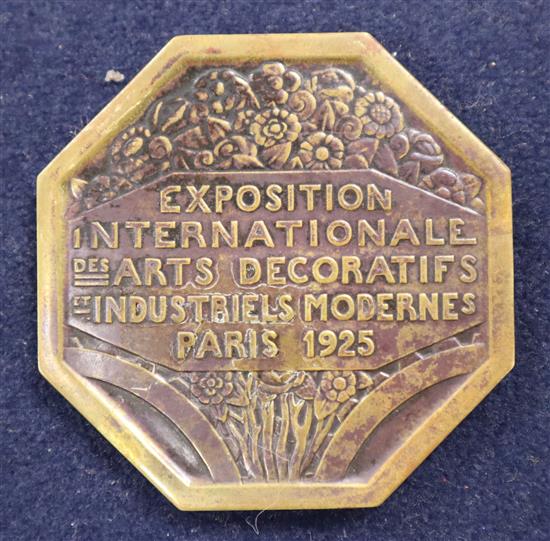 EXPOSITION
INTERNATIONALE
DES ARTS DECORATIFS
ET INDUSTRIELS MODERNES
PARIS 1925